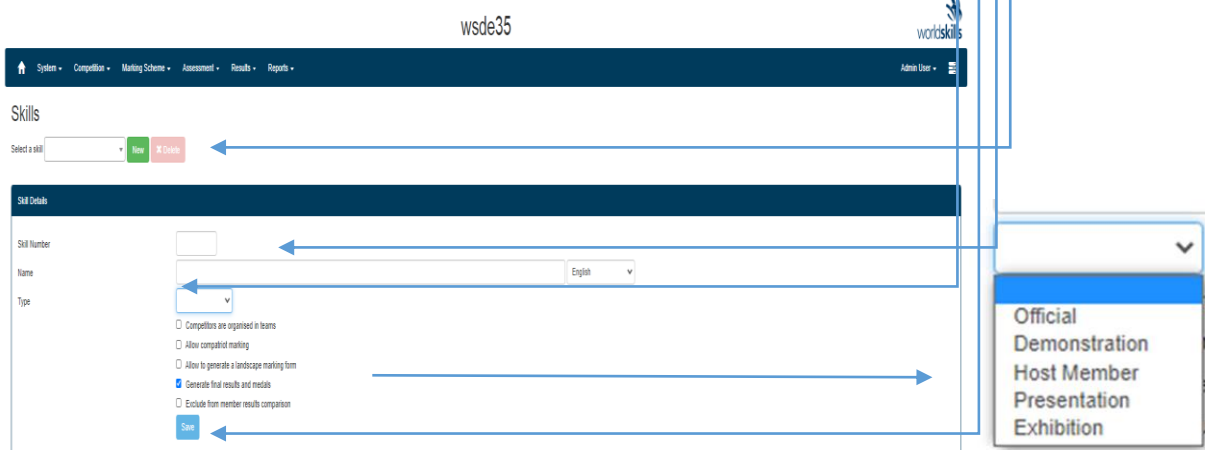 wsde35
worldskills
System Competition Marking Scheme Assessment Results Reports Admin User
Skills
Select a skill New ✖ Delete
Skill Details
Skill Number
Name English
Type
Competitors are organised in teams
Allow compatriot marking
Allow to generate a landscape marking form
Generate final results and medals
Exclude from member results comparison
Save
Official
Demonstration
Host Member
Presentation
Exhibition